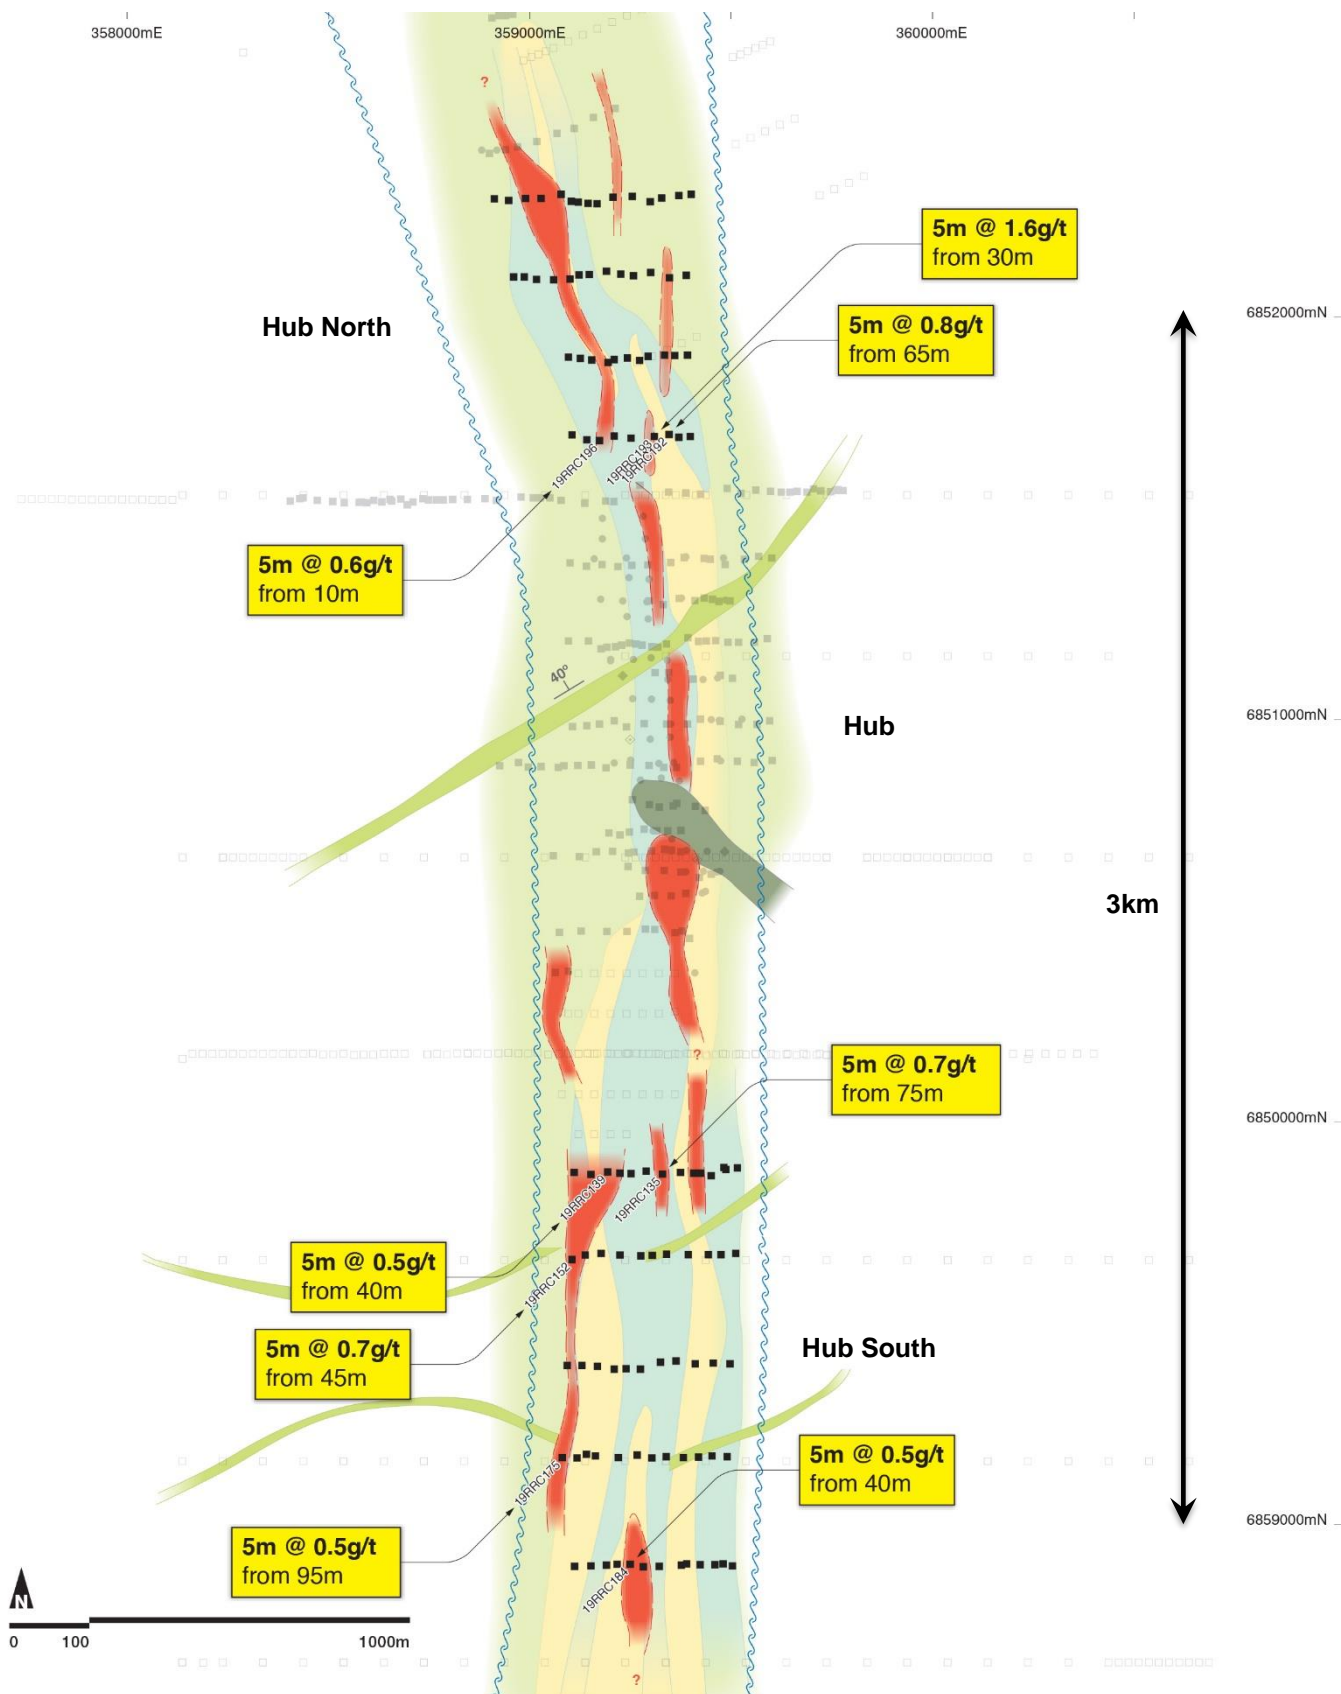 358000mE
359000mE
360000mE
?
5m @ 1.6g/t
from 30m
6852000mN
Hub North
5m @ 0.8g/t
from 65m
19RRC196
19RRC193
19RRC192
5m @ 0.6g/t
from 10m
40°
Hub
6851000mN
3km
?
5m @ 0.7g/t
from 75m
6850000mN
19RRC139
19RRC135
5m @ 0.5g/t
from 40m
19RRC152
5m @ 0.7g/t
from 45m
Hub South
5m @ 0.5g/t
from 40m
19RRC175
6859000mN
5m @ 0.5g/t
from 95m
19RRC184
N
0 100 1000m
?